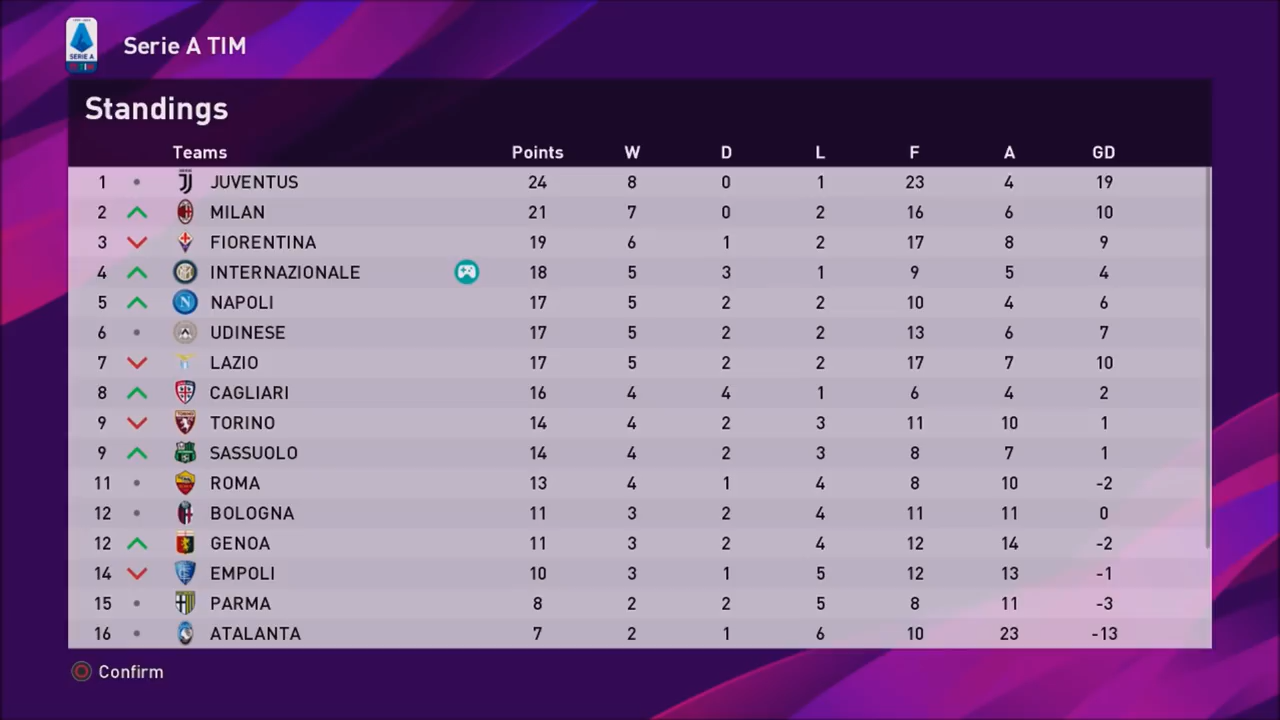 Serie A TIM
Standings
Teams Points W D L F A GD
1 JUVENTUS 24 8 0 1 23 4 19
2 MILAN 21 7 0 2 16 6 10
3 FIORENTINA 19 6 1 2 17 8 9
4 INTERNAZIONALE 18 5 3 1 9 5 4
5 NAPOLI 17 5 2 2 10 4 6
6 UDINESE 17 5 2 2 13 6 7
7 LAZIO 17 5 2 2 17 7 10
8 CAGLIARI 16 4 4 1 6 4 2
9 TORINO 14 4 2 3 11 10 1
9 SASSUOLO 14 4 2 3 8 7 1
11 ROMA 13 4 1 4 8 10 -2
12 BOLOGNA 11 3 2 4 11 11 0
12 GENOA 11 3 2 4 12 14 -2
14 EMPOLI 10 3 1 5 12 13 -1
15 PARMA 8 2 2 5 8 11 -3
16 ATALANTA 7 2 1 6 10 23 -13
Confirm